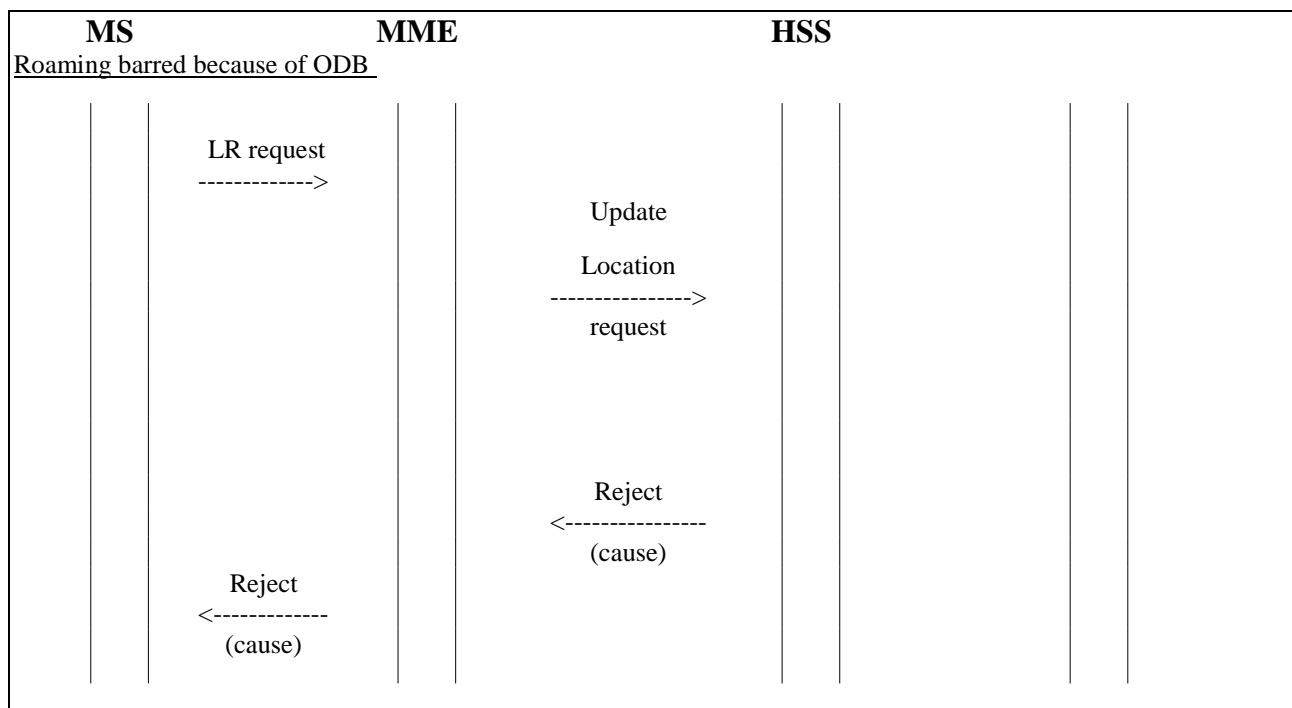 MS MME HSS
Roaming barred because of ODB
LR request
------------->
Update
Location
---------------->
request
Reject
<----------------
(cause)
Reject
<-------------
(cause)